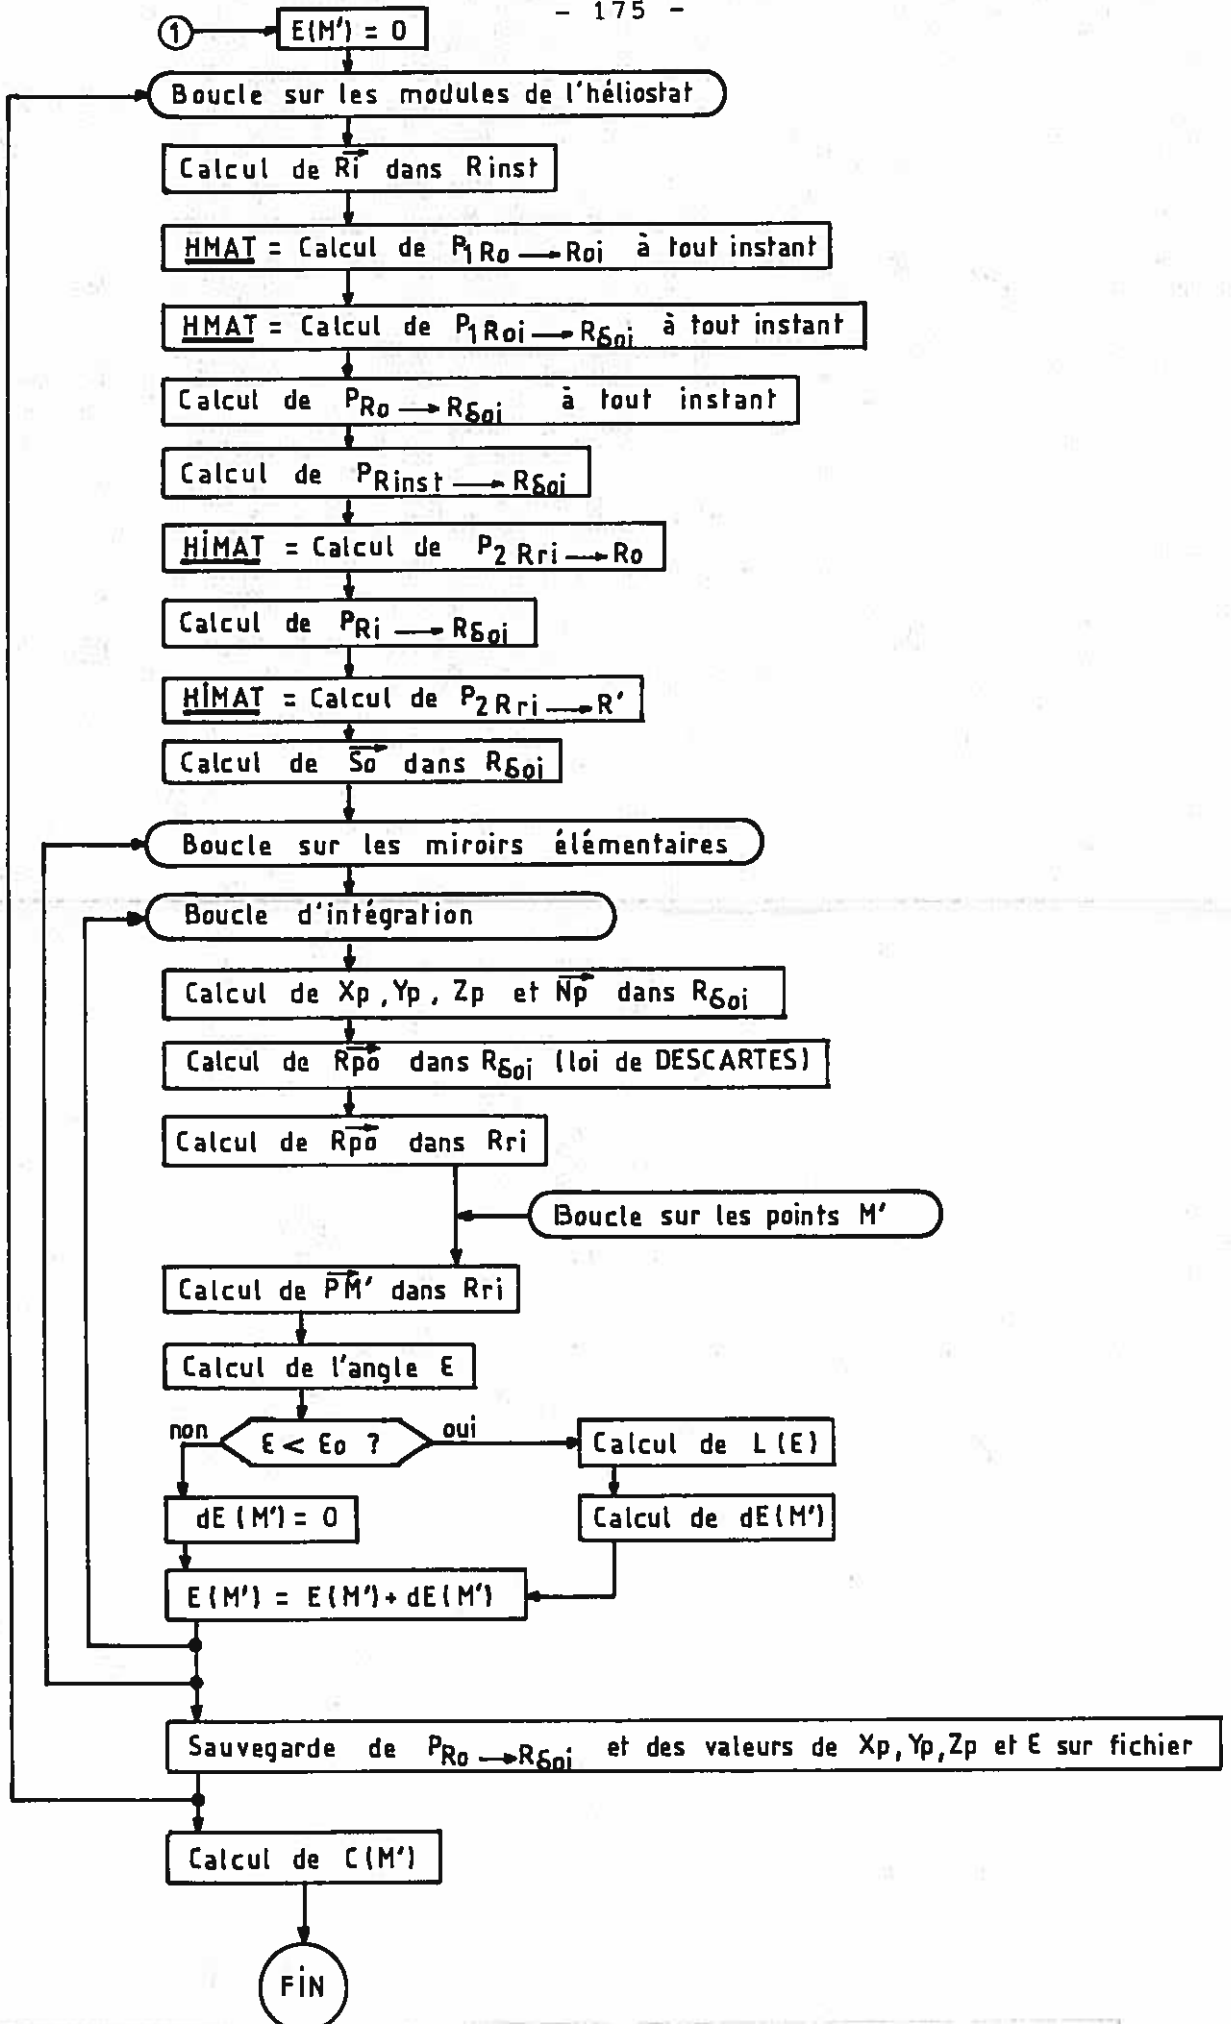 - 175 -
1
E(M') = 0
Boucle sur les modules de l'héliostat
Calcul de Ri dans Rinst
HMAT = Calcul de P1 Ro → Roi à tout instant
HMAT = Calcul de P1 Roi → Rδoi à tout instant
Calcul de PRo → Rδoi à tout instant
Calcul de PRinst → Rδoi
HiMAT = Calcul de P2 Rri → Ro
Calcul de PRi → Rδoi
HiMAT = Calcul de P2 Rri → R'
Calcul de So dans Rδoi
Boucle sur les miroirs élémentaires
Boucle d'intégration
Calcul de Xp, Yp, Zp et Np dans Rδoi
Calcul de Rpo dans Rδoi (loi de DESCARTES)
Calcul de Rpo dans Rri
Boucle sur les points M'
Calcul de PM' dans Rri
Calcul de l'angle E
non
E < Eo ?
oui
Calcul de L(E)
dE(M') = 0
Calcul de dE(M')
E(M') = E(M') + dE(M')
Sauvegarde de PRo → Rδoi et des valeurs de Xp, Yp, Zp et E sur fichier
Calcul de C(M')
FiN